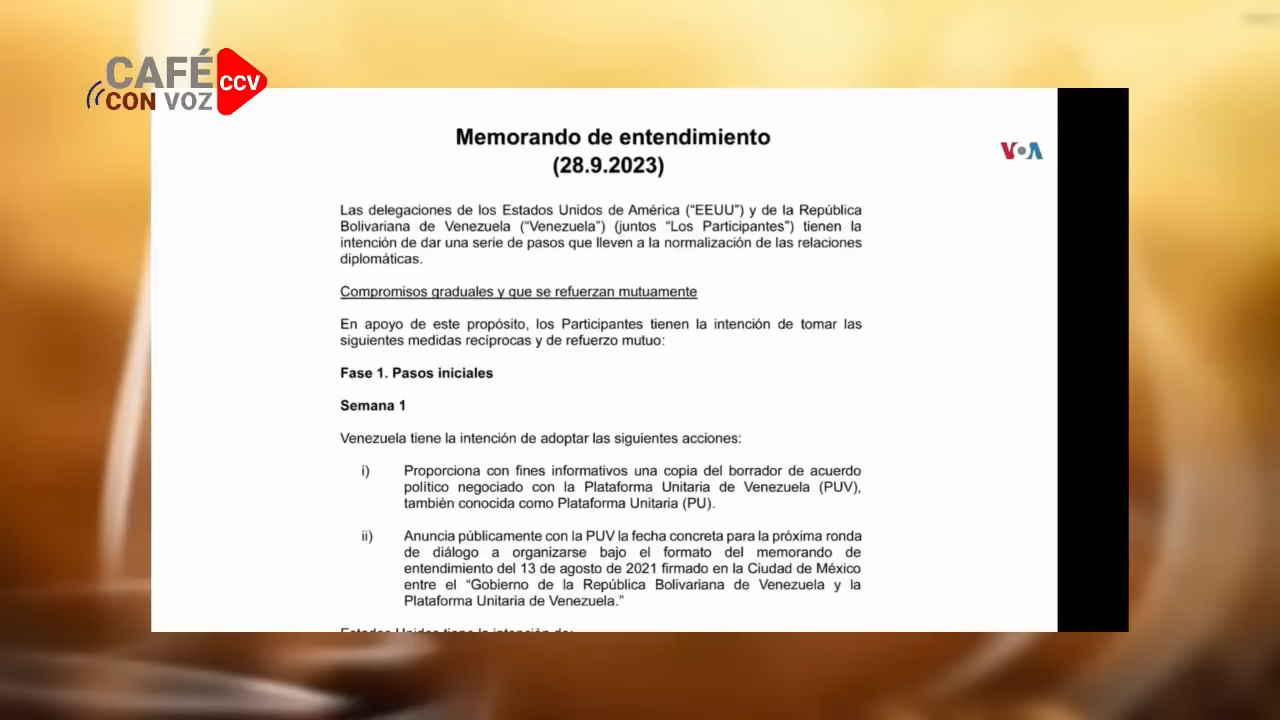 CAFÉ
CON VOZ
CCV
Memorando de entendimiento
(28.9.2023)
VOA
Las delegaciones de los Estados Unidos de América (“EEUU”) y de la República
Bolivariana de Venezuela (“Venezuela”) (juntos “Los Participantes”) tienen la
intención de dar una serie de pasos que lleven a la normalización de las relaciones
diplomáticas.
Compromisos graduales y que se refuerzan mutuamente
En apoyo de este propósito, los Participantes tienen la intención de tomar las
siguientes medidas recíprocas y de refuerzo mutuo:
Fase 1. Pasos iniciales
Semana 1
Venezuela tiene la intención de adoptar las siguientes acciones:
i) Proporciona con fines informativos una copia del borrador de acuerdo
político negociado con la Plataforma Unitaria de Venezuela (PUV),
también conocida como Plataforma Unitaria (PU).
ii) Anuncia públicamente con la PUV la fecha concreta para la próxima ronda
de diálogo a organizarse bajo el formato del memorando de
entendimiento del 13 de agosto de 2021 firmado en la Ciudad de México
entre el “Gobierno de la República Bolivariana de Venezuela y la
Plataforma Unitaria de Venezuela.”
Estados Unidos tiene la intención de: